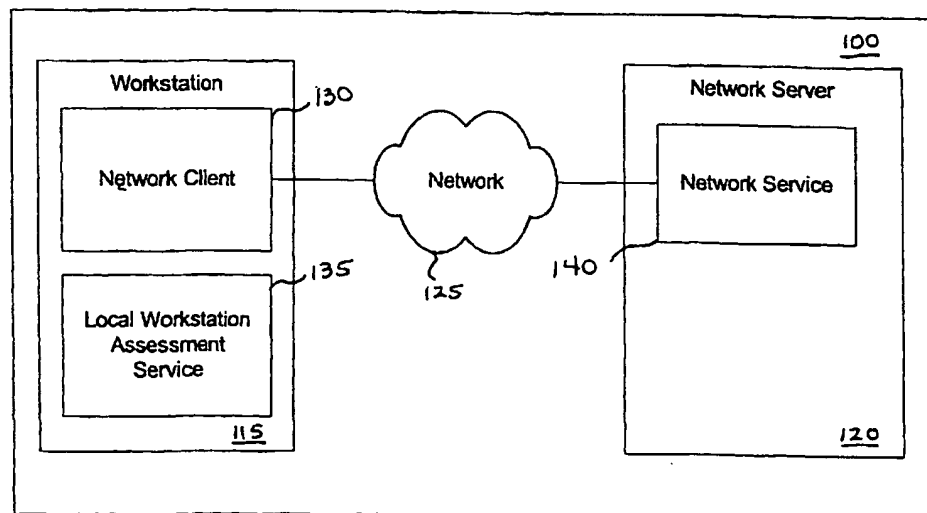 100
Workstation
130
Network Client
135
Local Workstation
Assessment
Service
115
Network
125
Network Server
Network Service
140
120